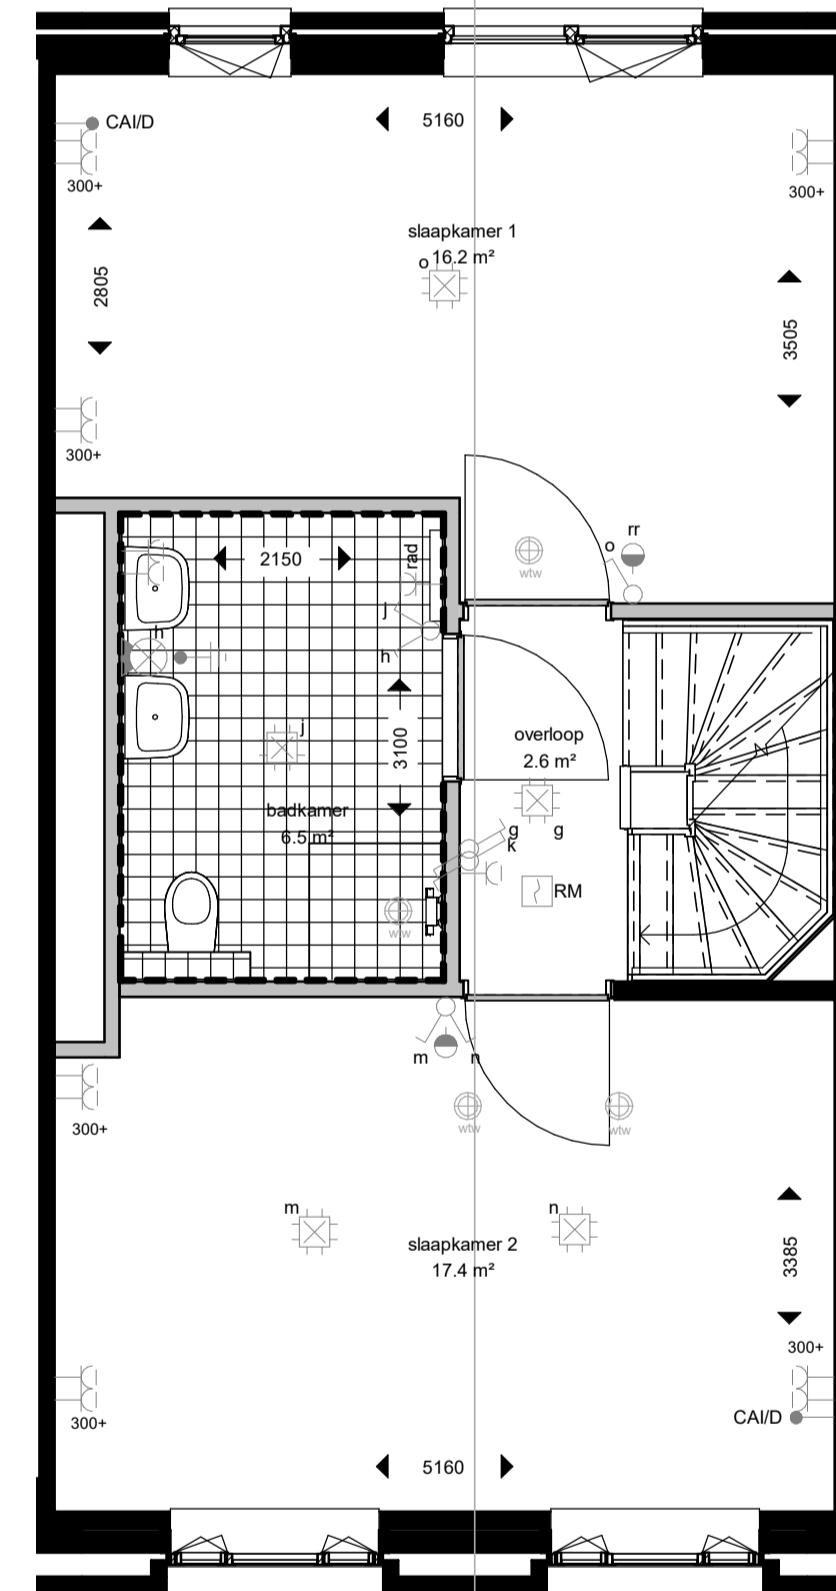 CAI/D
5160
300+
300+
slaapkamer 1
16.2 m²
o
2805
3505
300+
rr
o
wtw
2150
rad
j
h
h
overloop
2.6 m²
j
3100
badkamer
6.5 m²
g
g
k
RM
wtw
m
n
wtw
wtw
300+
m
n
slaapkamer 2
17.4 m²
3385
300+
300+
CAI/D
5160